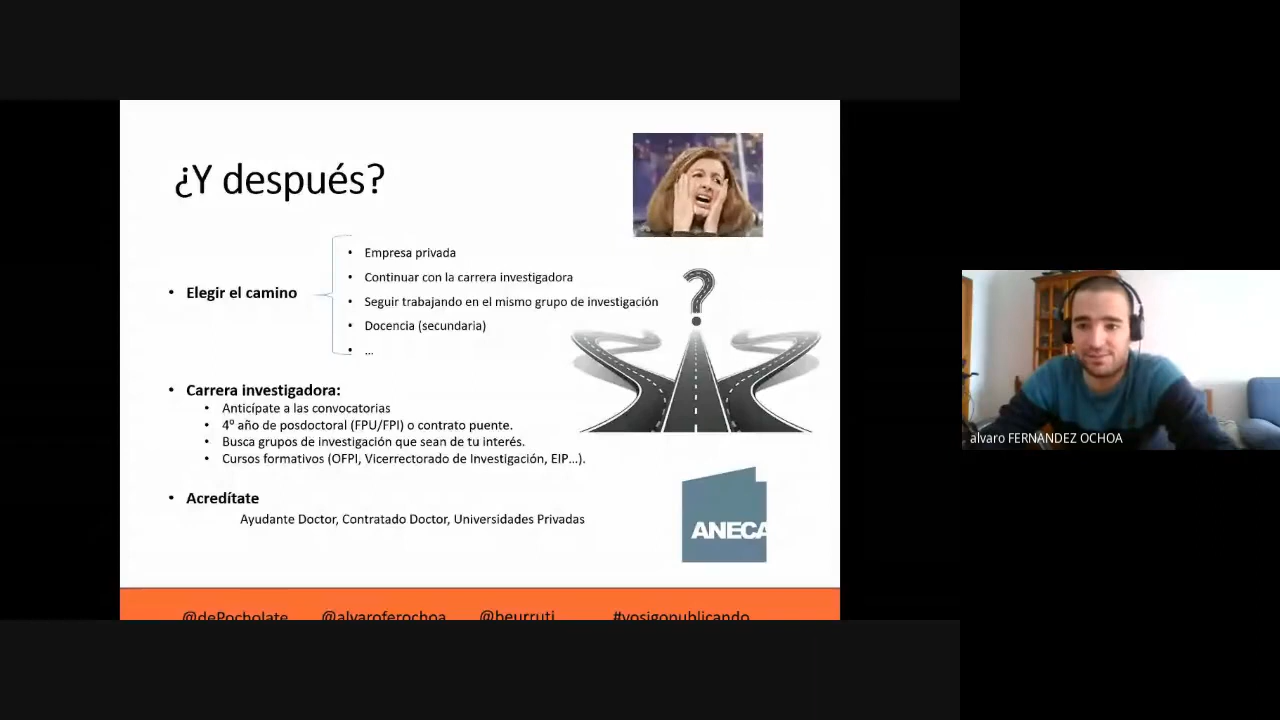 ¿Y después?
• Elegir el camino
• Empresa privada
• Continuar con la carrera investigadora
• Seguir trabajando en el mismo grupo de investigación
• Docencia (secundaria)
• ...
• Carrera investigadora:
• Anticípate a las convocatorias
• 4º año de posdoctoral (FPU/FPI) o contrato puente.
• Busca grupos de investigación que sean de tu interés.
• Cursos formativos (OFPI, Vicerrectorado de Investigación, EIP...).
• Acredítate
Ayudante Doctor, Contratado Doctor, Universidades Privadas
?
ANECA
@dePocholate @alvaroferochoa @beurruti #yosigopublicando
alvaro FERNANDEZ OCHOA